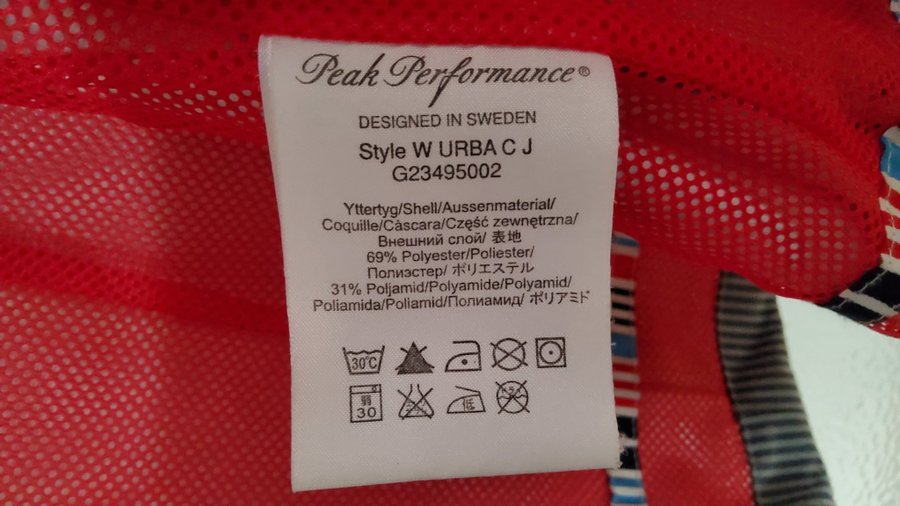 Peak Performance®
DESIGNED IN SWEDEN
Style W URBA C J
G23495002
Yttertyg/Shell/Aussenmaterial/
Coquille/Càscara/Część zewnętrzna/
Внешний слой/ 表地
69% Polyester/Poliester/
Полиэстер/ ポリエステル
31% Poljamid/Polyamide/Polyamid/
Poliamida/Poliamid/Полиамид/ ポリアミド
30°C
弱 低
30